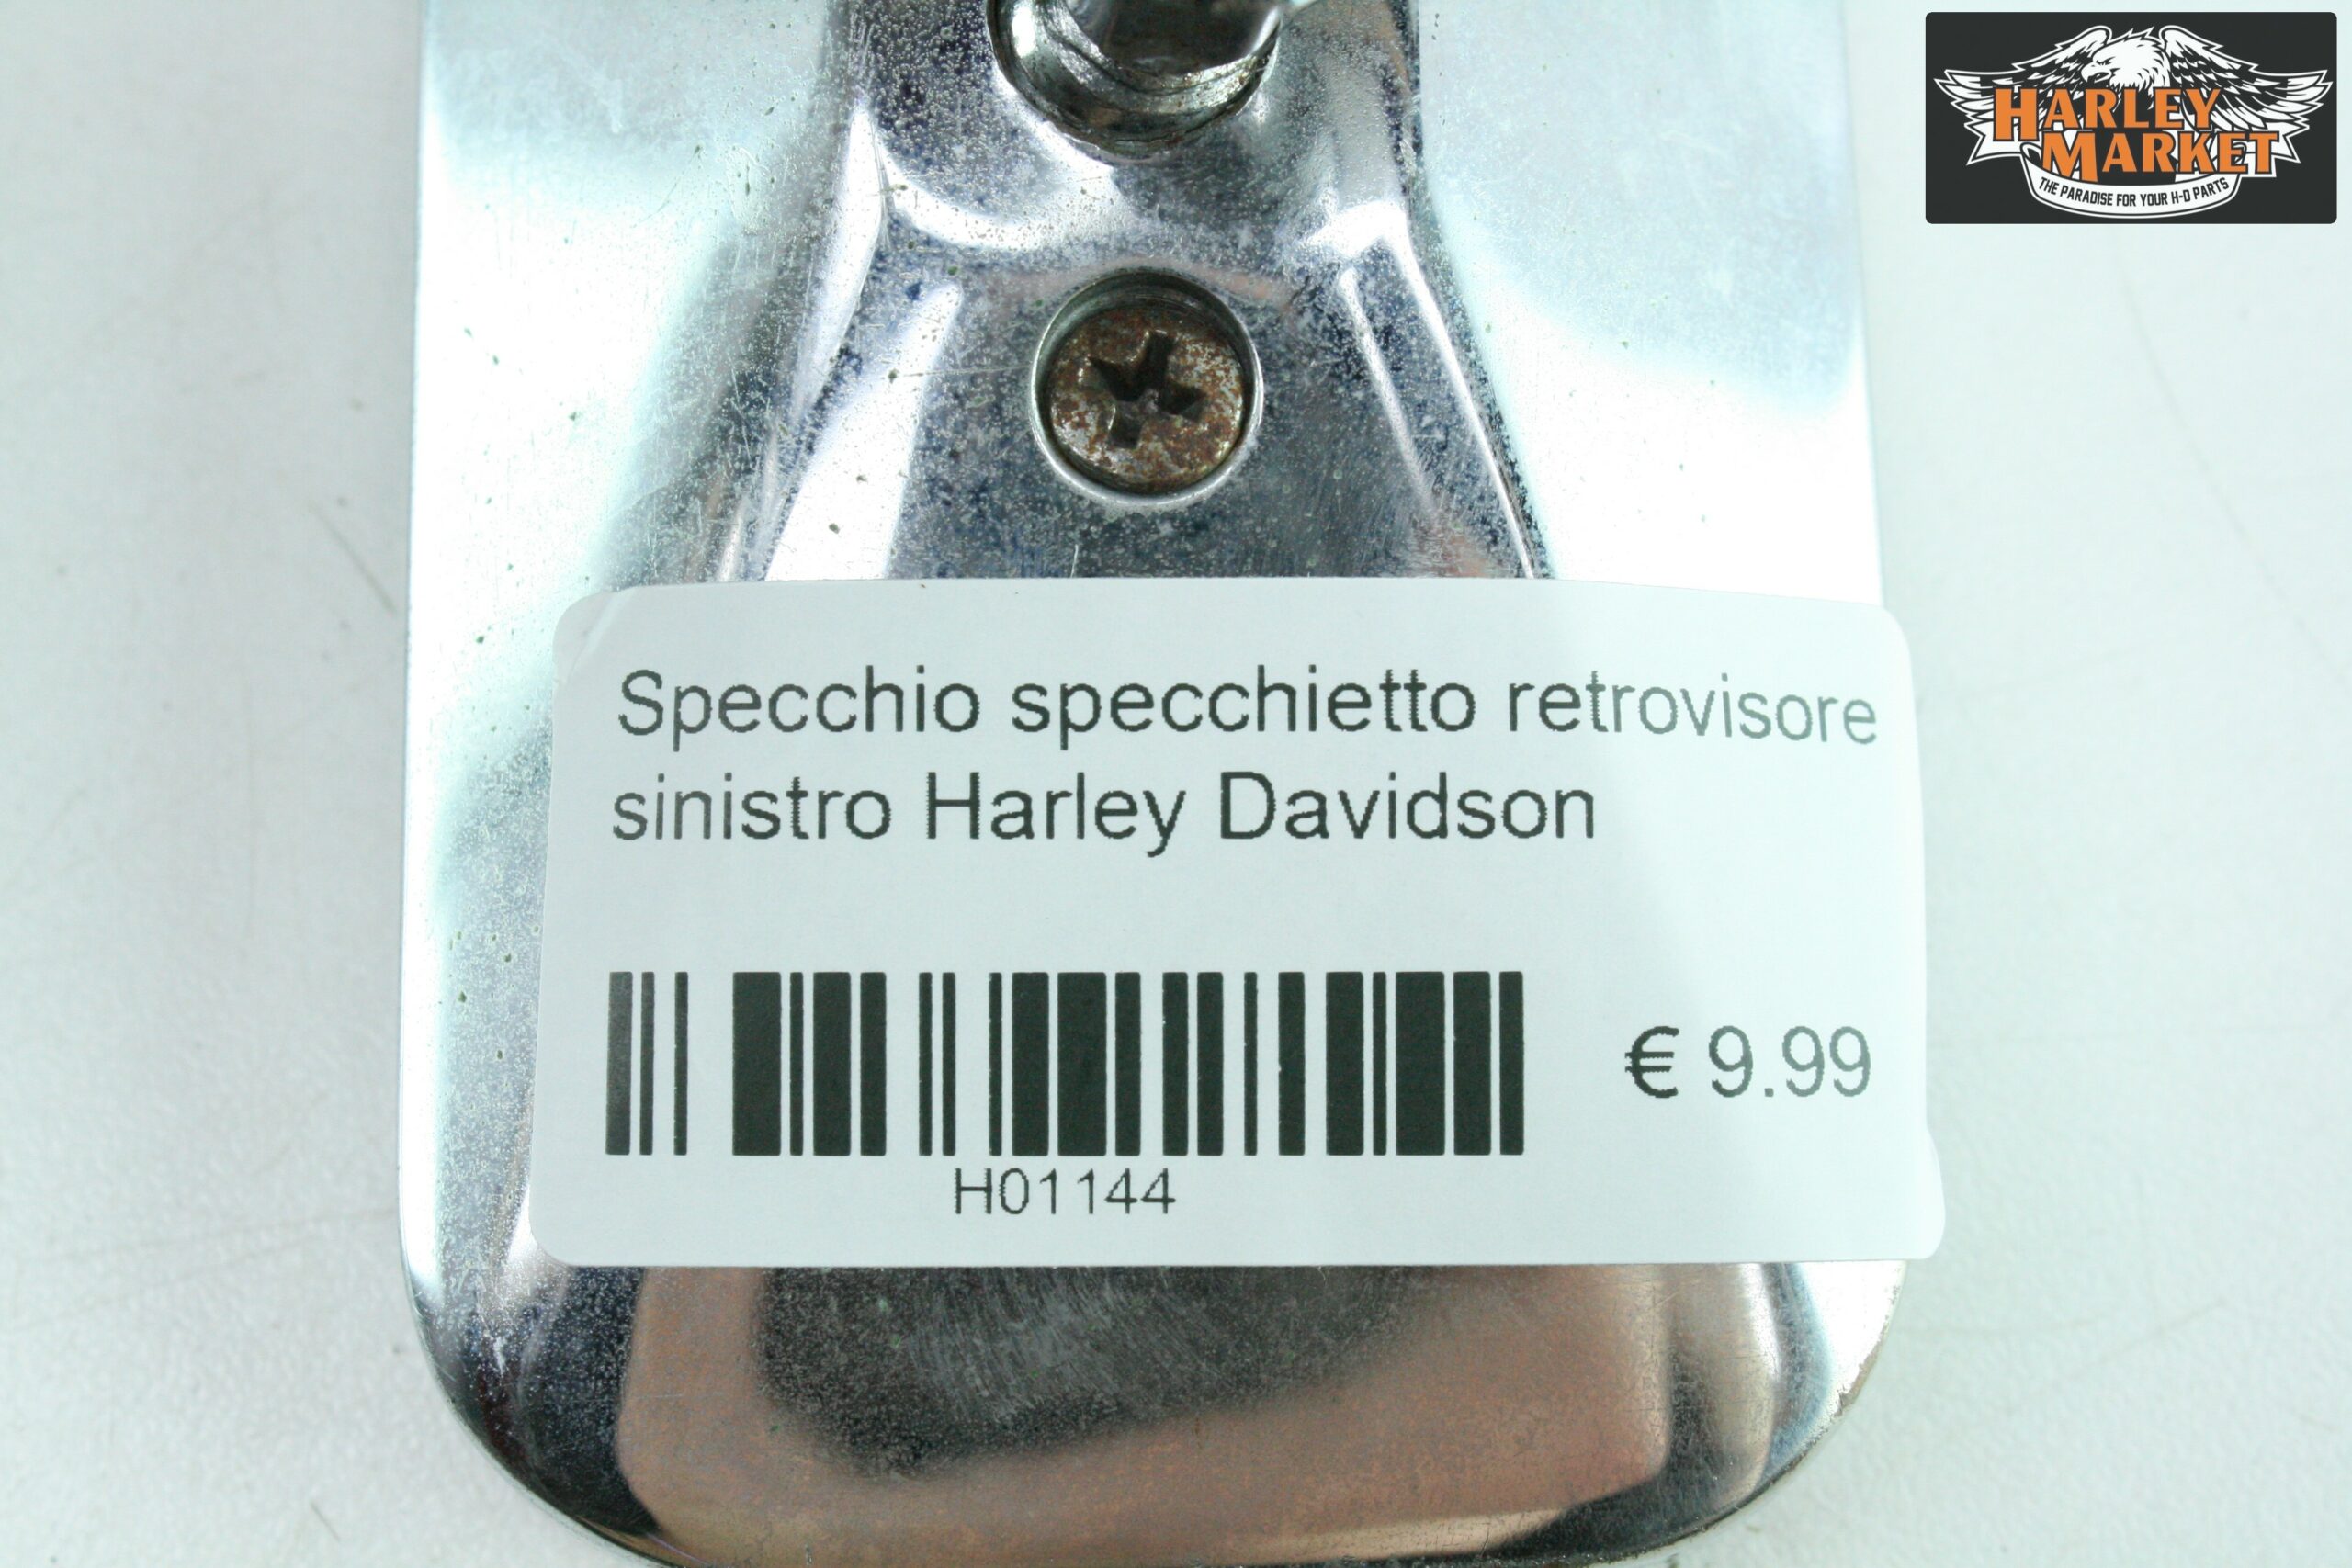 HARLEY
MARKET
THE PARADISE FOR YOUR H-D PARTS
Specchio specchietto retrovisore
sinistro Harley Davidson
€ 9.99
H01144